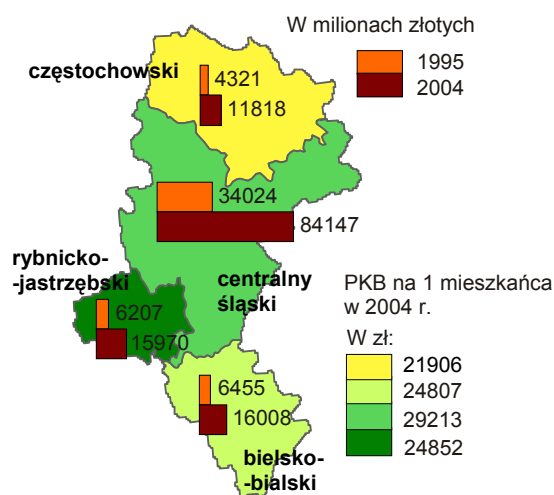 W milionach złotych
1995
2004
częstochowski
4321
11818
34024
84147
rybnicko-
-jastrzębski
6207
15970
centralny
śląski
6455
16008
bielsko-
-bialski
PKB na 1 mieszkańca
w 2004 r.
W zł:
21906
24807
29213
24852